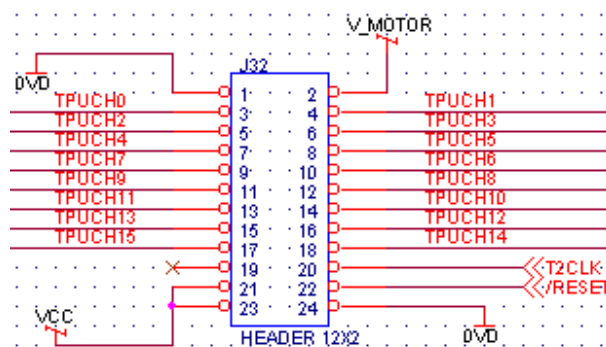 V_MOTOR
J32
0VD
1 2
TPUCH0 TPUCH1
3 4
TPUCH2 TPUCH3
5 6
TPUCH4 TPUCH5
7 8
TPUCH7 TPUCH6
9 10
TPUCH9 TPUCH8
11 12
TPUCH11 TPUCH10
13 14
TPUCH13 TPUCH12
15 16
TPUCH15 TPUCH14
17 18
19 20 T2CLK
21 22 /RESET
23 24
VCC
HEADER 12X2
0VD